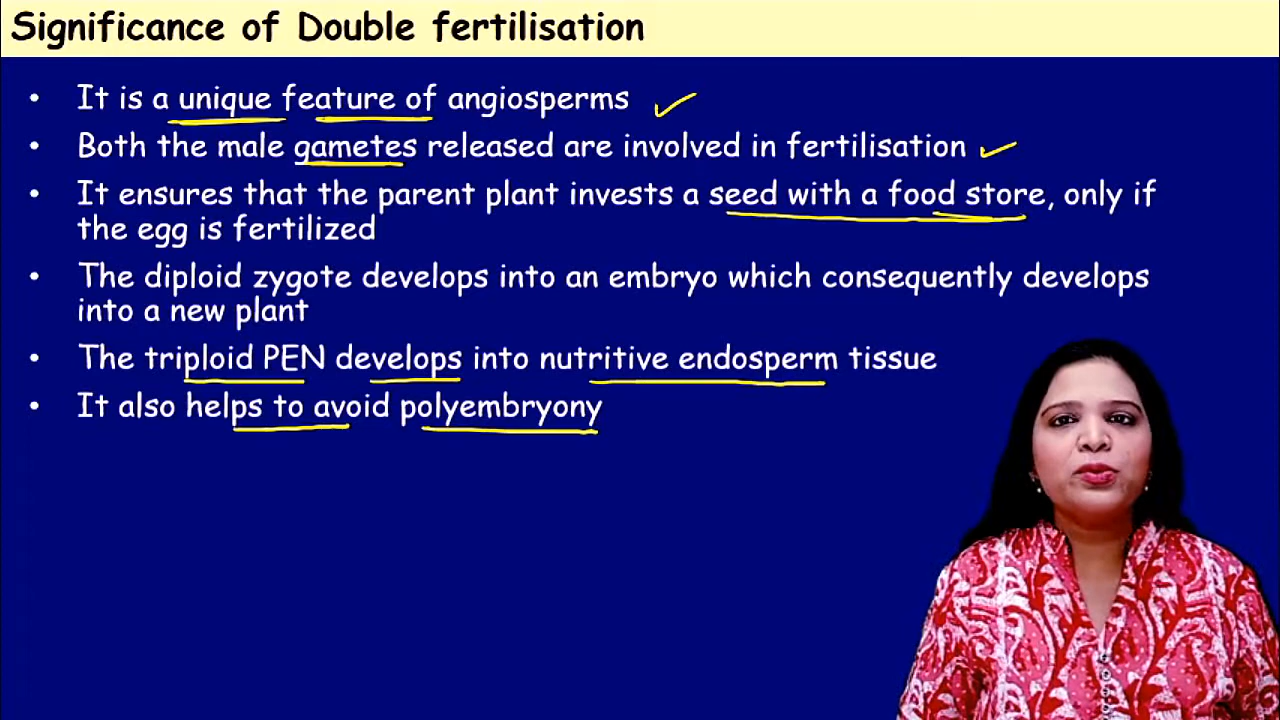 Significance of Double fertilisation
• It is a unique feature of angiosperms
• Both the male gametes released are involved in fertilisation
• It ensures that the parent plant invests a seed with a food store, only if
the egg is fertilized
• The diploid zygote develops into an embryo which consequently develops
into a new plant
• The triploid PEN develops into nutritive endosperm tissue
• It also helps to avoid polyembryony